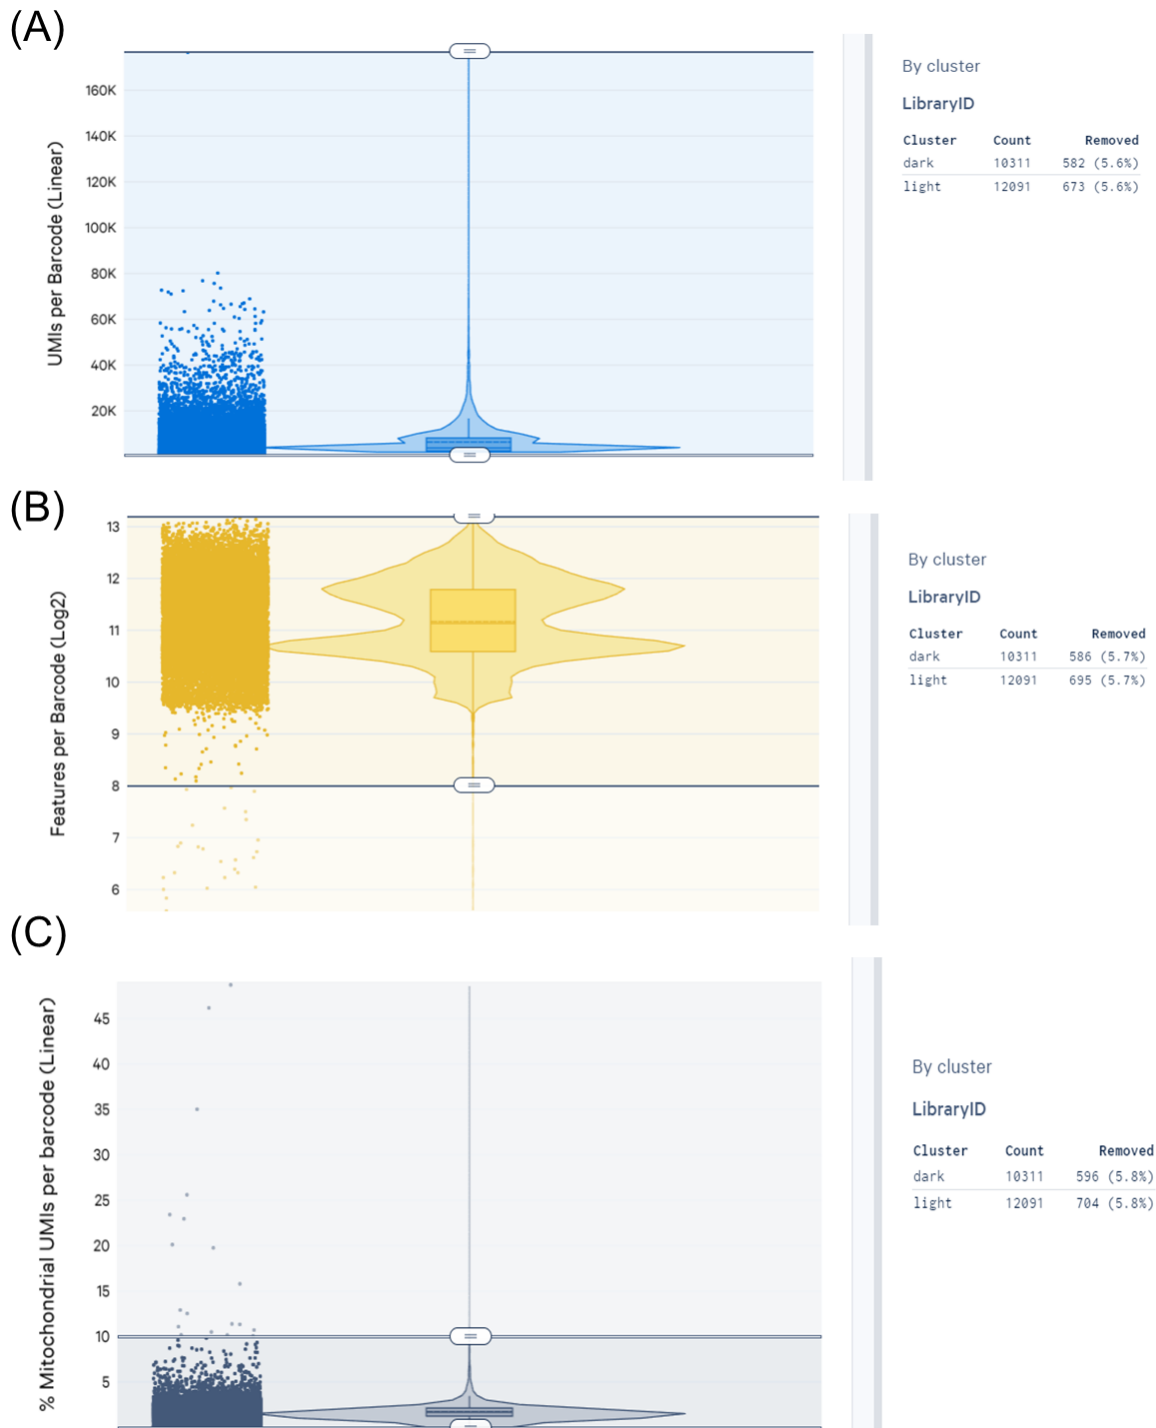 (A)
UMIs per Barcode (Linear)
160K
140K
120K
100K
80K
60K
40K
20K
By cluster
LibraryID
Cluster Count Removed
dark 10311 582 (5.6%)
light 12091 673 (5.6%)
(B)
Features per Barcode (Log2)
13
12
11
10
9
8
7
6
By cluster
LibraryID
Cluster Count Removed
dark 10311 586 (5.7%)
light 12091 695 (5.7%)
(C)
% Mitochondrial UMIs per barcode (Linear)
45
40
35
30
25
20
15
10
5
By cluster
LibraryID
Cluster Count Removed
dark 10311 596 (5.8%)
light 12091 704 (5.8%)